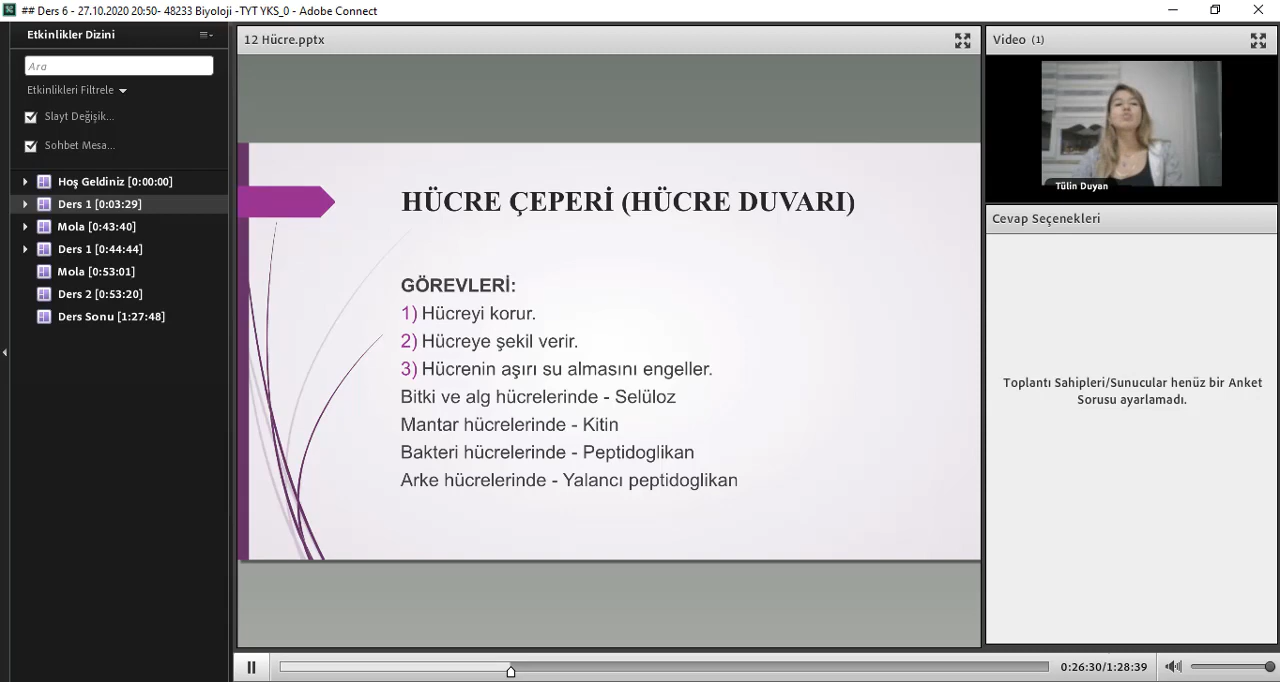 ## Ders 6 - 27.10.2020 20:50- 48233 Biyoloji -TYT YKS_0 - Adobe Connect
Etkinlikler Dizini
Ara
Etkinlikleri Filtrele
Slayt Değişik...
Sohbet Mesa...
Hoş Geldiniz [0:00:00]
Ders 1 [0:03:29]
Mola [0:43:40]
Ders 1 [0:44:44]
Mola [0:53:01]
Ders 2 [0:53:20]
Ders Sonu [1:27:48]
12 Hücre.pptx
HÜCRE ÇEPERİ (HÜCRE DUVARI)
GÖREVLERİ:
1) Hücreyi korur.
2) Hücreye şekil verir.
3) Hücrenin aşırı su almasını engeller.
Bitki ve alg hücrelerinde - Selüloz
Mantar hücrelerinde - Kitin
Bakteri hücrelerinde - Peptidoglikan
Arke hücrelerinde - Yalancı peptidoglikan
0:26:30/1:28:39
Video (1)
Tülin Duyan
Cevap Seçenekleri
Toplantı Sahipleri/Sunucular henüz bir Anket
Sorusu ayarlamadı.